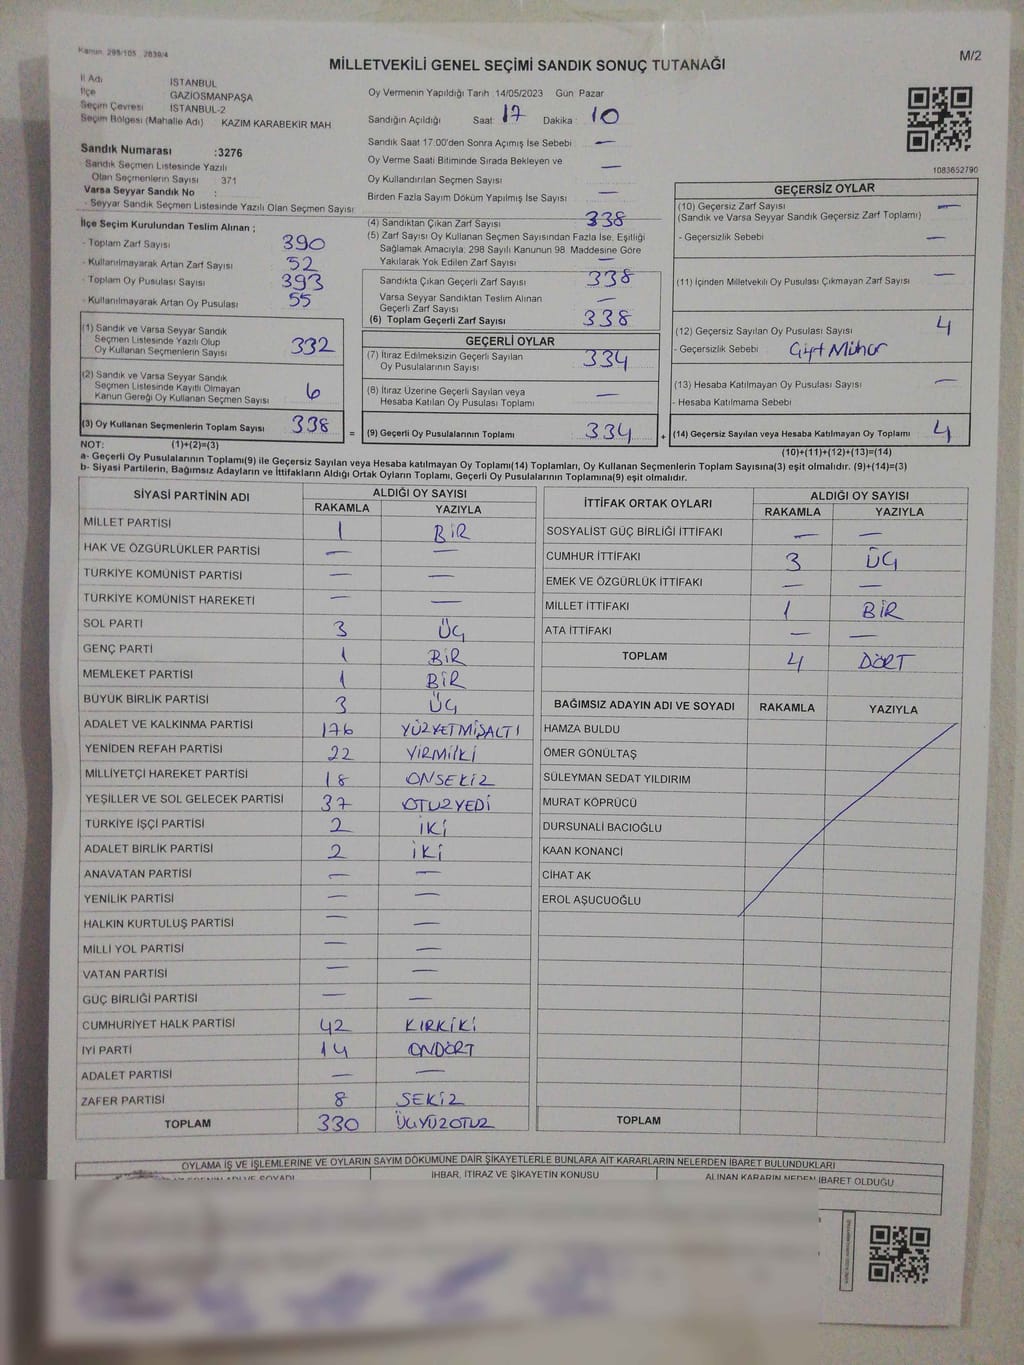 Kanun 298/105 2839/4
M/2
MİLLETVEKİLİ GENEL SEÇİMİ SANDIK SONUÇ TUTANAĞI
İl Adı İSTANBUL
İlçe GAZİOSMANPAŞA
Seçim Çevresi İSTANBUL-2
Seçim Bölgesi (Mahalle Adı) KAZIM KARABEKİR MAH
Sandık Numarası :3276
- Sandık Seçmen Listesinde Yazılı
Olan Seçmenlerin Sayısı : 371
Varsa Seyyar Sandık No :
- Seyyar Sandık Seçmen Listesinde Yazılı Olan Seçmen Sayısı
Oy Vermenin Yapıldığı Tarih :14/05/2023 Gün Pazar
Sandığın Açıldığı Saat: 17 Dakika : 10
Sandık Saat 17:00'den Sonra Açımış İse Sebebi —
Oy Verme Saati Bitiminde Sırada Bekleyen ve
Oy Kullandırılan Seçmen Sayısı —
Birden Fazla Sayım Döküm Yapılmış İse Sayısı —
1083652790
İlçe Seçim Kurulundan Teslim Alınan ;
- Toplam Zarf Sayısı 390
- Kullanılmayarak Artan Zarf Sayısı 52
- Toplam Oy Pusulası 393
- Kullanılmayarak Artan Oy Pusulası 55
(4) Sandıktan Çıkan Zarf Sayısı 338
(5) Zarf Sayısı Oy Kullanan Seçmen Sayısından Fazla İse, Eşitliği
Sağlamak Amacıyla; 298 Sayılı Kanunun 98. Maddesine Göre
Yakılarak Yok Edilen Zarf Sayısı —
Sandıkta Çıkan Geçerli Zarf Sayısı 338
Varsa Seyyar Sandıktan Teslim Alınan
Geçerli Zarf Sayısı —
(6) Toplam Geçerli Zarf Sayısı 338
GEÇERSİZ OYLAR
(10) Geçersiz Zarf Sayısı —
(Sandık ve Varsa Seyyar Sandık Geçersiz Zarf Toplamı)
- Geçersizlik Sebebi —
(11) İçinden Milletvekili Oy Pusulası Çıkmayan Zarf Sayısı —
(12) Geçersiz Sayılan Oy Pusulası Sayısı 4
- Geçersizlik Sebebi Çift Mühür
(13) Hesaba Katılmayan Oy Pusulası Sayısı —
- Hesaba Katılmama Sebebi
(14) Geçersiz Sayılan veya Hesaba Katılmayan Oy Toplamı 4
(10)+(11)+(12)+(13)=(14)
(1) Sandık ve Varsa Seyyar Sandık
Seçmen Listesinde Yazılı Olup
Oy Kullanan Seçmenlerin Sayısı 332
(2) Sandık ve Varsa Seyyar Sandık
Seçmen Listesinde Kayıtlı Olmayan
Kanun Gereği Oy Kullanan Seçmen Sayısı 6
(3) Oy Kullanan Seçmenlerin Toplam Sayısı 338 =
GEÇERLİ OYLAR
(7) İtiraz Edilmeksizin Geçerli Sayılan
Oy Pusulalarının Sayısı 334
(8) İtiraz Üzerine Geçerli Sayılan veya
Hesaba Katılan Oy Pusulası Toplamı —
(9) Geçerli Oy Pusulalarının Toplamı 334 +
NOT: (1)+(2)=(3)
a- Geçerli Oy Pusulalarının Toplamı(9) ile Geçersiz Sayılan veya Hesaba katılmayan Oy Toplamı(14) Toplamları, Oy Kullanan Seçmenlerin Toplam Sayısına(3) eşit olmalıdır. (9)+(14)=(3)
b- Siyasi Partilerin, Bağımsız Adayların ve İttifakların Aldığı Ortak Oyların Toplamı, Geçerli Oy Pusulalarının Toplamına(9) eşit olmalıdır.
SİYASİ PARTİNİN ADI ALDIĞI OY SAYISI
RAKAMLA YAZIYLA
MİLLET PARTİSİ 1 BİR
HAK VE ÖZGÜRLÜKLER PARTİSİ — —
TÜRKİYE KOMÜNİST PARTİSİ — —
TÜRKİYE KOMÜNİST HAREKETİ — —
SOL PARTİ 3 ÜÇ
GENÇ PARTİ 1 BİR
MEMLEKET PARTİSİ 1 BİR
BÜYÜK BİRLİK PARTİSİ 3 ÜÇ
ADALET VE KALKINMA PARTİSİ 176 YÜZYETMİŞALTI
YENİDEN REFAH PARTİSİ 22 YİRMİİKİ
MİLLİYETÇİ HAREKET PARTİSİ 18 ONSEKİZ
YEŞİLLER VE SOL GELECEK PARTİSİ 37 OTUZYEDİ
TÜRKİYE İŞÇİ PARTİSİ 2 İKİ
ADALET BİRLİK PARTİSİ 2 İKİ
ANAVATAN PARTİSİ — —
YENİLİK PARTİSİ — —
HALKIN KURTULUŞ PARTİSİ — —
MİLLİ YOL PARTİSİ — —
VATAN PARTİSİ — —
GÜÇ BİRLİĞİ PARTİSİ — —
CUMHURİYET HALK PARTİSİ 42 KIRKİKİ
İYİ PARTİ 14 ONDÖRT
ADALET PARTİSİ — —
ZAFER PARTİSİ 8 SEKİZ
TOPLAM 330 ÜÇYÜZOTUZ
İTTİFAK ORTAK OYLARI ALDIĞI OY SAYISI
RAKAMLA YAZIYLA
SOSYALİST GÜÇ BİRLİĞİ İTTİFAKI — —
CUMHUR İTTİFAKI 3 ÜÇ
EMEK VE ÖZGÜRLÜK İTTİFAKI — —
MİLLET İTTİFAKI 1 BİR
ATA İTTİFAKI — —
TOPLAM 4 DÖRT
BAĞIMSIZ ADAYIN ADI VE SOYADI RAKAMLA YAZIYLA
HAMZA BULDU
ÖMER GÖNÜLTAŞ
SÜLEYMAN SEDAT YILDIRIM
MURAT KÖPRÜCÜ
DURSUNALİ BACIOĞLU
KAAN KONANCI
CİHAT AK
EROL AŞUCUOĞLU
TOPLAM
OYLAMA İŞ VE İŞLEMLERİNE VE OYLARIN SAYIM DÖKÜMÜNE DAİR ŞİKAYETLERLE BUNLARA AİT KARARLARIN NELERDEN İBARET BULUNDUKLARI
İHBAR, İTİRAZ VE ŞİKAYETİN KONUSU
ALINAN KARARIN NEDEN İBARET OLDUĞU